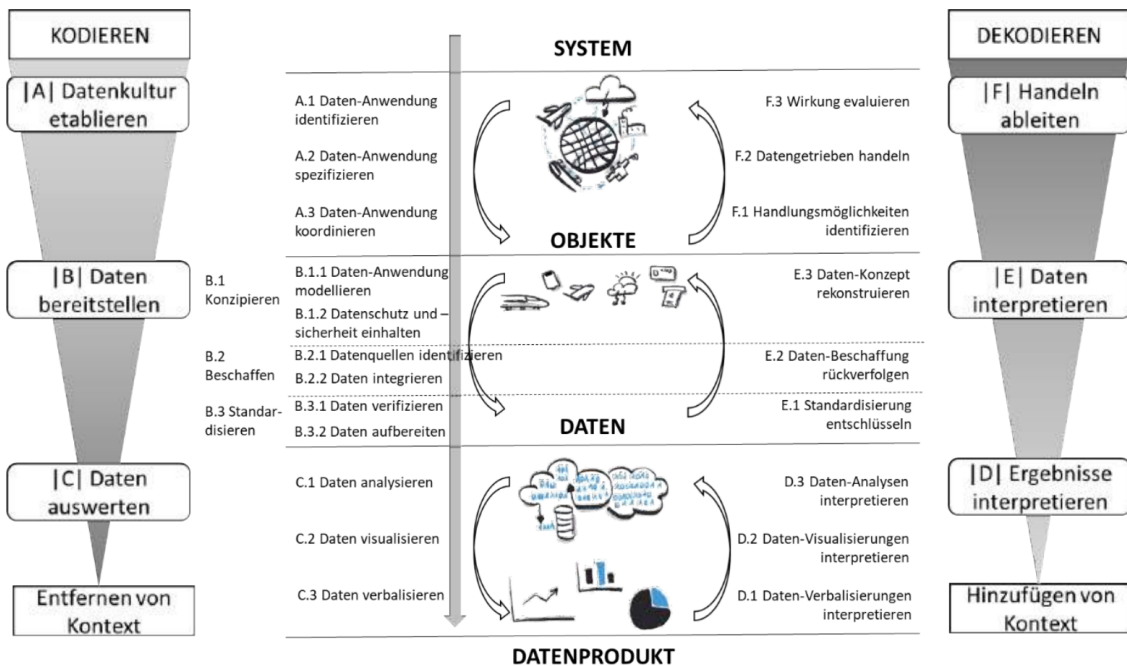 KODIEREN
|A| Datenkultur
etablieren
|B| Daten
bereitstellen
|C| Daten
auswerten
Entfernen von
Kontext
SYSTEM
A.1 Daten-Anwendung
identifizieren
A.2 Daten-Anwendung
spezifizieren
A.3 Daten-Anwendung
koordinieren
F.3 Wirkung evaluieren
F.2 Datengetrieben handeln
F.1 Handlungsmöglichkeiten
identifizieren
OBJEKTE
B.1
Konzipieren
B.1.1 Daten-Anwendung
modellieren
B.1.2 Datenschutz und –
sicherheit einhalten
B.2
Beschaffen
B.2.1 Datenquellen identifizieren
B.2.2 Daten integrieren
B.3 Standar-
disieren
B.3.1 Daten verifizieren
B.3.2 Daten aufbereiten
E.3 Daten-Konzept
rekonstruieren
E.2 Daten-Beschaffung
rückverfolgen
E.1 Standardisierung
entschlüsseln
DATEN
C.1 Daten analysieren
C.2 Daten visualisieren
C.3 Daten verbalisieren
D.3 Daten-Analysen
interpretieren
D.2 Daten-Visualisierungen
interpretieren
D.1 Daten-Verbalisierungen
interpretieren
DATENPRODUKT
DEKODIEREN
|F| Handeln
ableiten
|E| Daten
interpretieren
|D| Ergebnisse
interpretieren
Hinzufügen von
Kontext